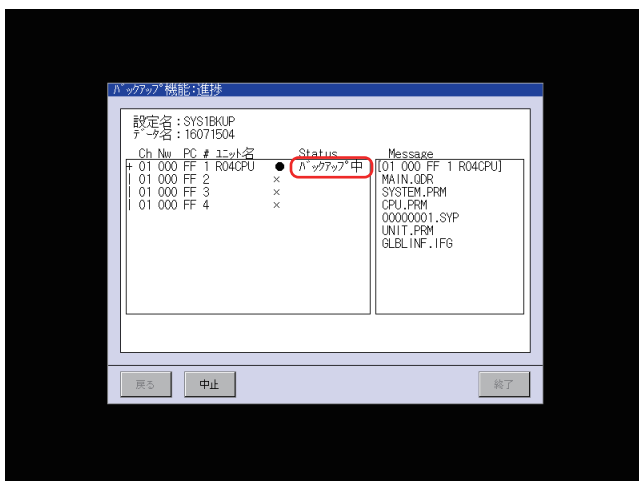 ﾊﾞｯｸｱｯﾌﾟ機能:進捗
設定名:SYS1BKUP
ﾃﾞｰﾀ名:16071504
Ch Nw PC # ﾕﾆｯﾄ名 Status Message
+ 01 000 FF 1 R04CPU ● ﾊﾞｯｸｱｯﾌﾟ中 [01 000 FF 1 R04CPU]
| 01 000 FF 2 × MAIN.QDR
| 01 000 FF 3 × SYSTEM.PRM
| 01 000 FF 4 × CPU.PRM
00000001.SYP
UNIT.PRM
GLBLINF.IFG
戻る 中止 終了